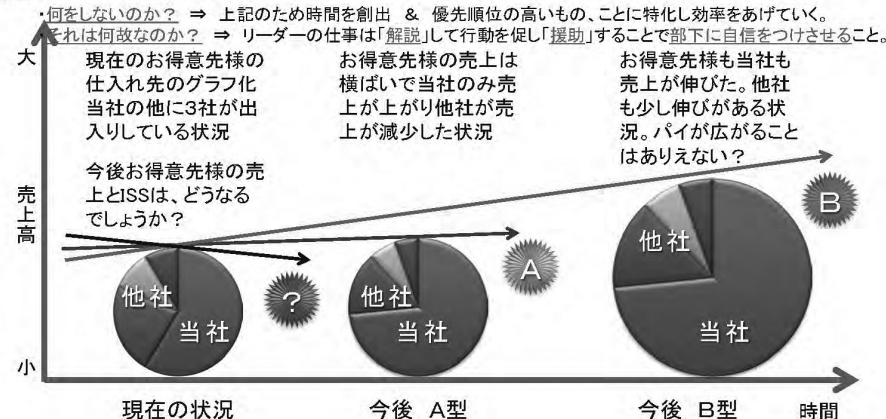 ・何をしないのか？ ⇒ 上記のため時間を創出 & 優先順位の高いもの、ことに特化し効率をあげていく。
・それは何故なのか？ ⇒ リーダーの仕事は「解説」して行動を促し「援助」することで部下に自信をつけさせること。
大
売上高
小
現在のお得意先様の
仕入れ先のグラフ化
当社の他に3社が出
入りしている状況
今後お得意先様の売
上とISSは、どうなる
でしょうか？
お得意先様の売上は
横ばいで当社のみ売
上が上がり他社が売
上が減少した状況
お得意先様も当社も
売上が伸びた。他社
も少し伸びがある状
況。パイが広がること
はありえない？
他社
当社
？
他社
当社
A
他社
当社
B
現在の状況
今後 A型
今後 B型
時間